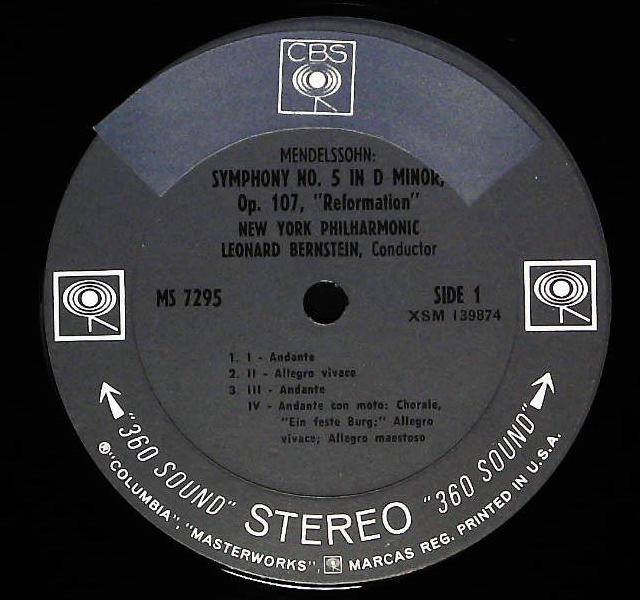 CBS
MENDELSSOHN:
SYMPHONY NO. 5 IN D MINOR,
Op. 107, "Reformation"
NEW YORK PHILHARMONIC
LEONARD BERNSTEIN, Conductor
MS 7295
SIDE 1
XSM 139874
1. I - Andante
2. II - Allegro vivace
3. III - Andante
IV - Andante con moto: Chorale,
"Ein feste Burg;" Allegro
vivace; Allegro maestoso
"360 SOUND" STEREO "360 SOUND"
®"COLUMBIA", "MASTERWORKS", MARCAS REG. PRINTED IN U.S.A.